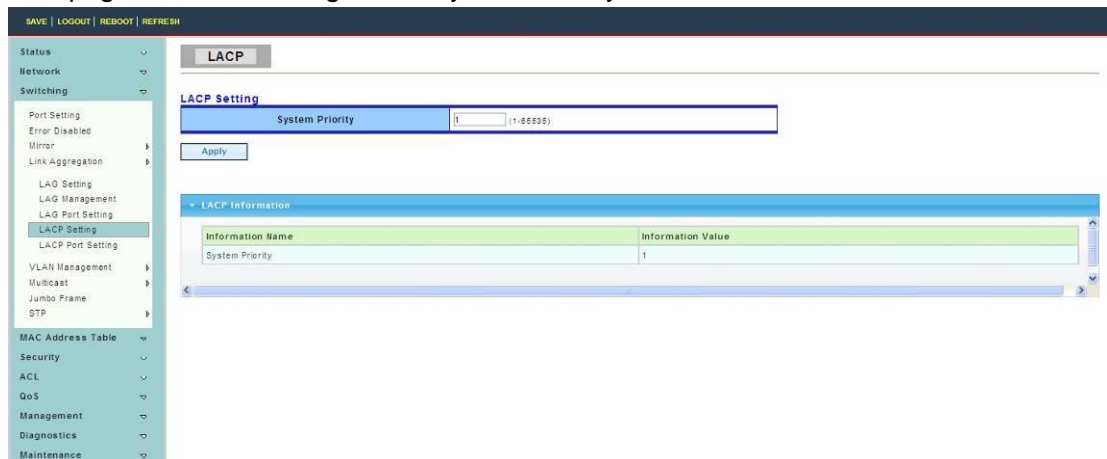 SAVE | LOGOUT | REBOOT | REFRESH
Status
Network
Switching
Port Setting
Error Disabled
Mirror
Link Aggregation
LAG Setting
LAG Management
LAG Port Setting
LACP Setting
LACP Port Setting
VLAN Management
Multicast
Jumbo Frame
STP
MAC Address Table
Security
ACL
QoS
Management
Diagnostics
Maintenance
LACP
LACP Setting
System Priority 1 (1-65535)
Apply
LACP Information
Information Name Information Value
System Priority 1